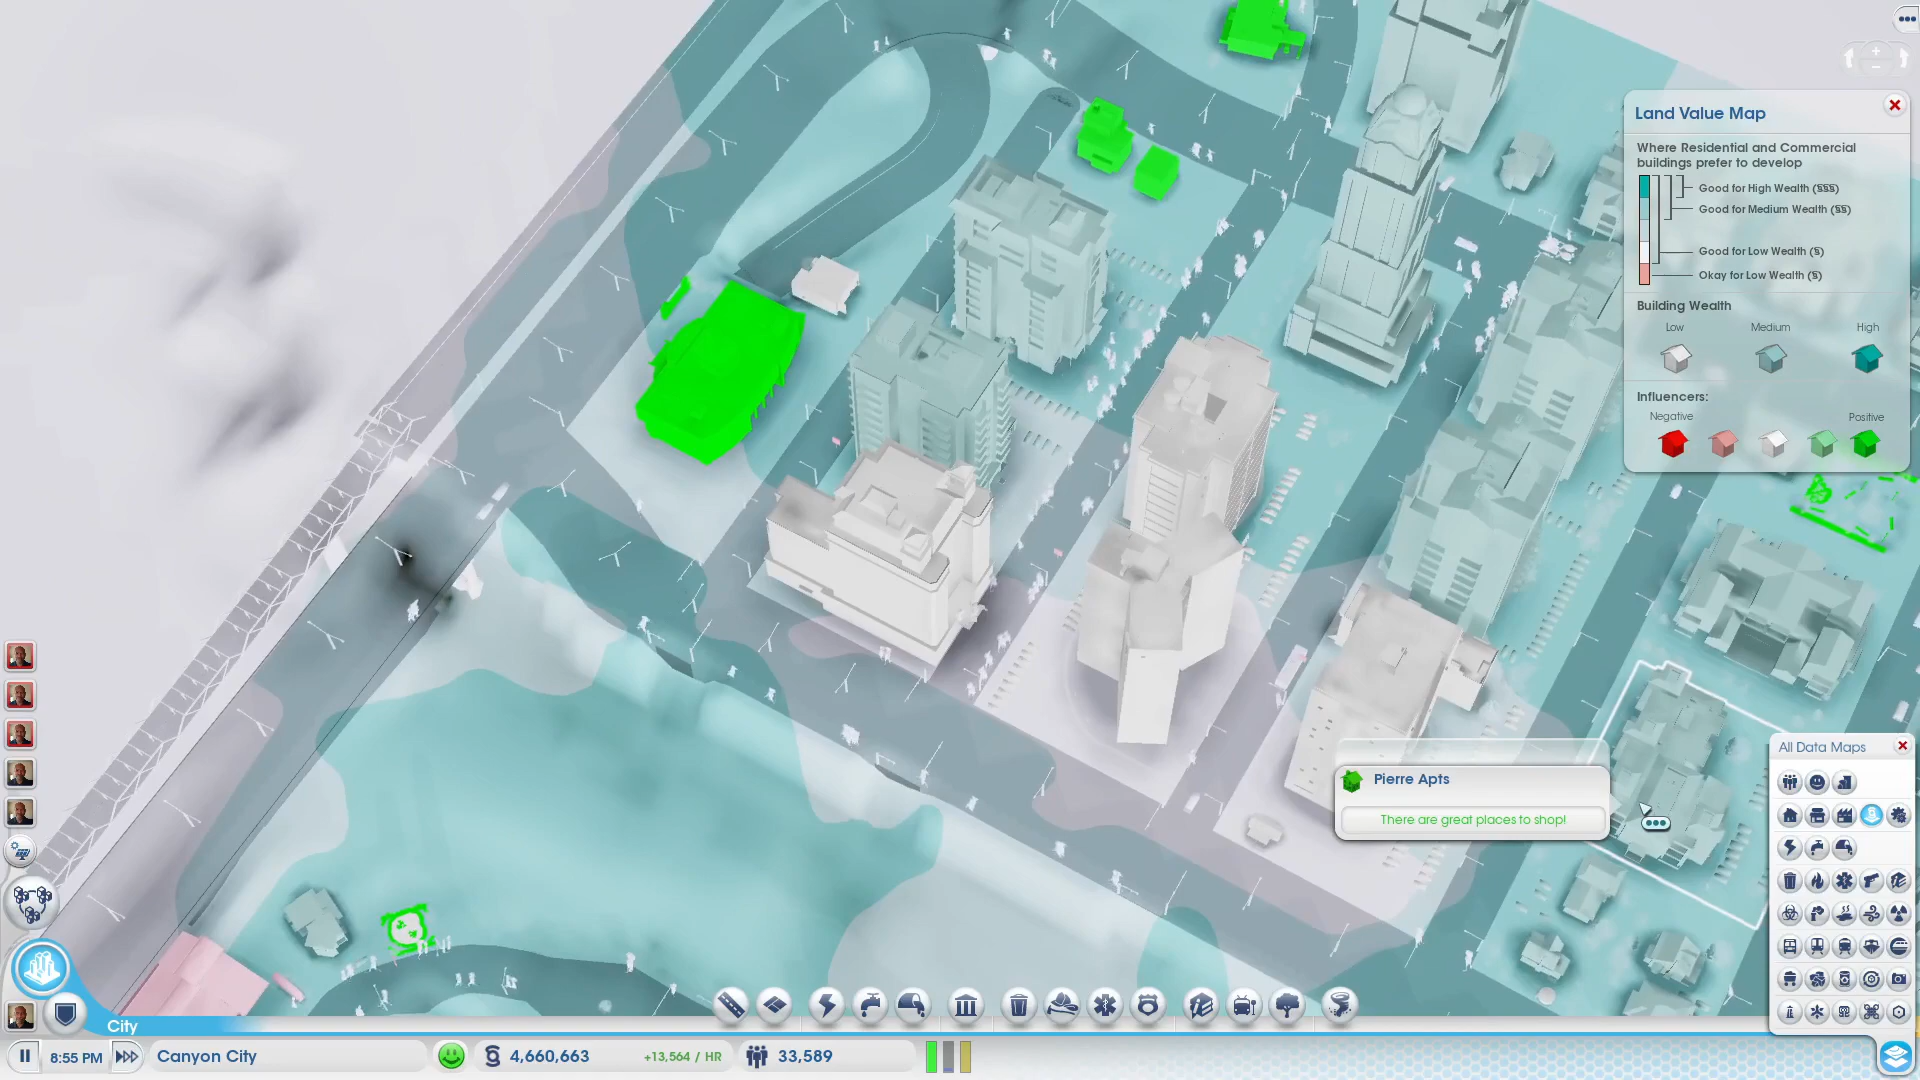 Land Value Map
Where Residential and Commercial
buildings prefer to develop
Good for High Wealth (§§§)
Good for Medium Wealth (§§)
Good for Low Wealth (§)
Okay for Low Wealth (§)
Building Wealth
Low Medium High
Influencers:
Negative Positive
Pierre Apts
There are great places to shop!
All Data Maps
City
8:55 PM Canyon City 4,660,663 +13,564 / HR 33,589